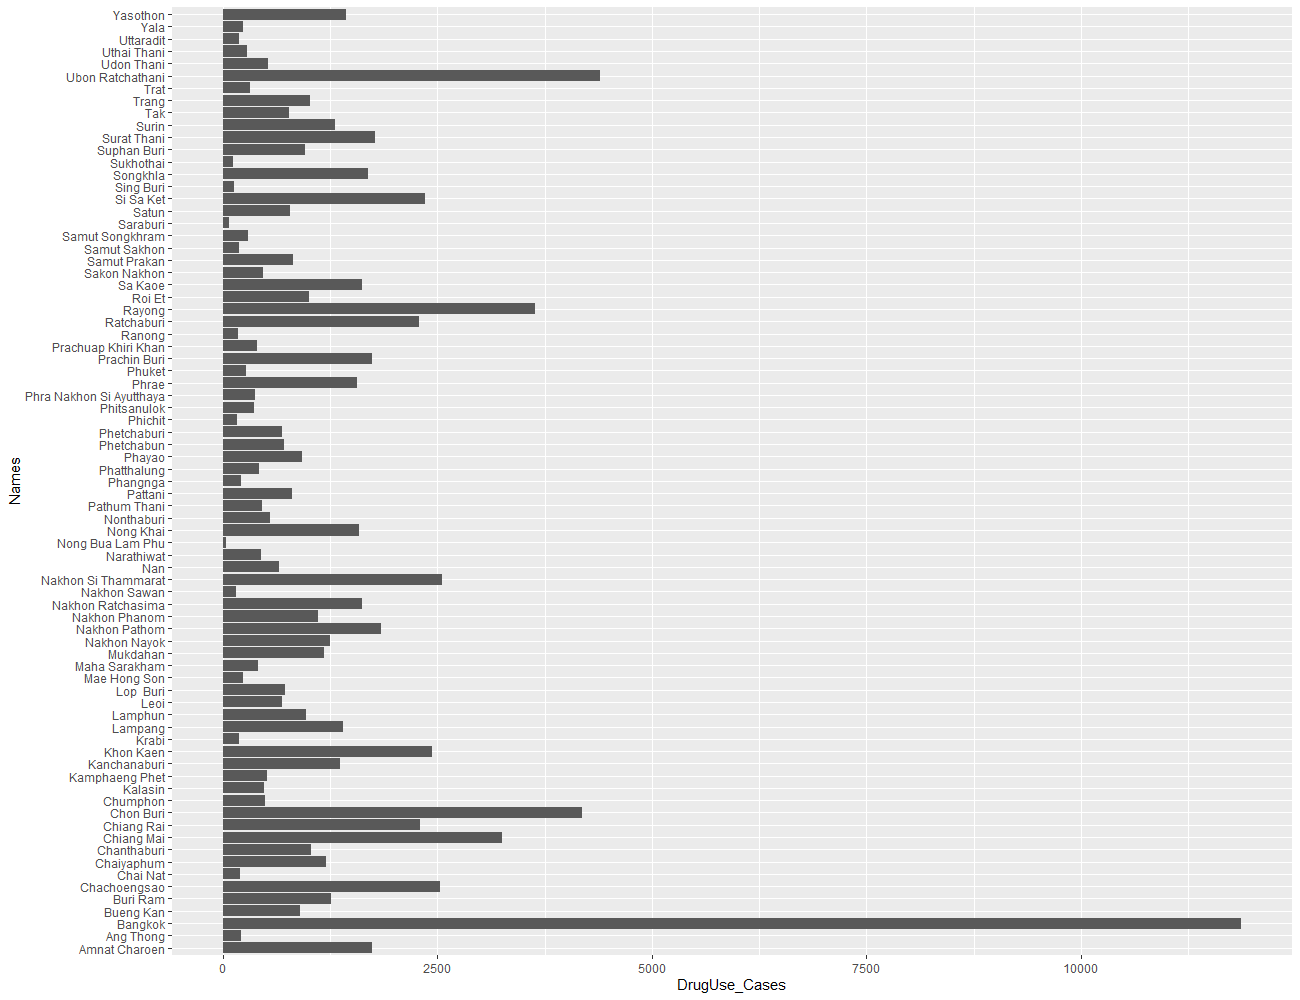 Yasothon
Yala
Uttaradit
Uthai Thani
Udon Thani
Ubon Ratchathani
Trat
Trang
Tak
Surin
Surat Thani
Suphan Buri
Sukhothai
Songkhla
Sing Buri
Si Sa Ket
Satun
Saraburi
Samut Songkhram
Samut Sakhon
Samut Prakan
Sakon Nakhon
Sa Kaoe
Roi Et
Rayong
Ratchaburi
Ranong
Prachuap Khiri Khan
Prachin Buri
Phuket
Phrae
Phra Nakhon Si Ayutthaya
Phitsanulok
Phichit
Phetchaburi
Phetchabun
Phayao
Phatthalung
Phangnga
Pattani
Pathum Thani
Nonthaburi
Nong Khai
Nong Bua Lam Phu
Narathiwat
Nan
Nakhon Si Thammarat
Nakhon Sawan
Nakhon Ratchasima
Nakhon Phanom
Nakhon Pathom
Nakhon Nayok
Mukdahan
Maha Sarakham
Mae Hong Son
Lop  Buri
Leoi
Lamphun
Lampang
Krabi
Khon Kaen
Kanchanaburi
Kamphaeng Phet
Kalasin
Chumphon
Chon Buri
Chiang Rai
Chiang Mai
Chanthaburi
Chaiyaphum
Chai Nat
Chachoengsao
Buri Ram
Bueng Kan
Bangkok
Ang Thong
Amnat Charoen
Names
0 2500 5000 7500 10000
DrugUse_Cases